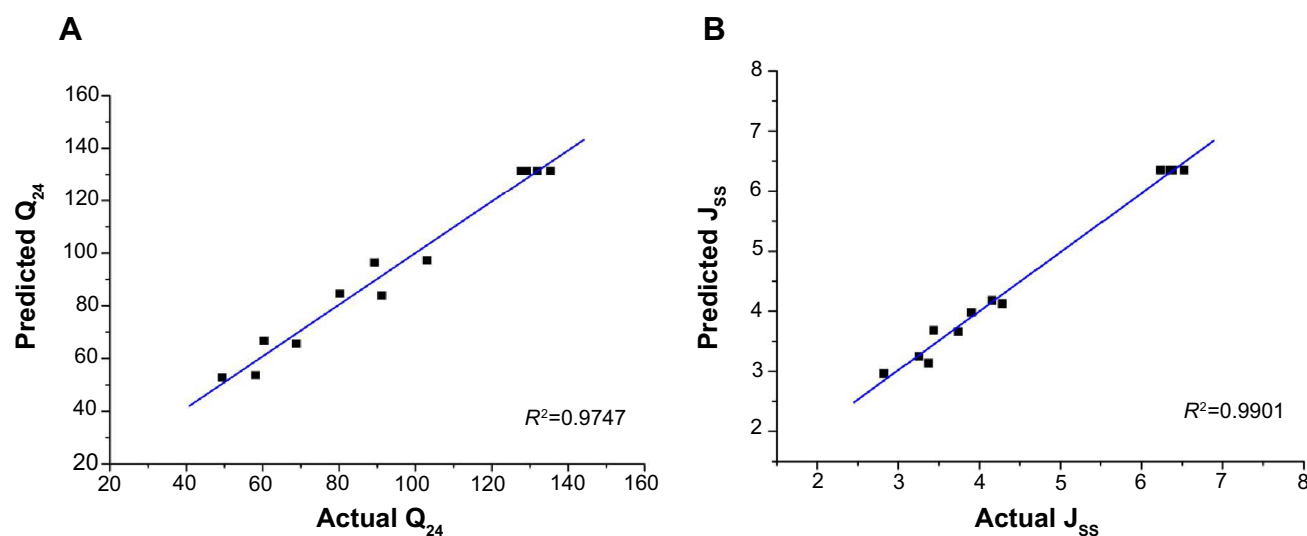 A
Predicted Q24
160
140
120
100
80
60
40
20
20 40 60 80 100 120 140 160
Actual Q24
R2=0.9747
B
Predicted JSS
8
7
6
5
4
3
2
2 3 4 5 6 7 8
Actual JSS
R2=0.9901